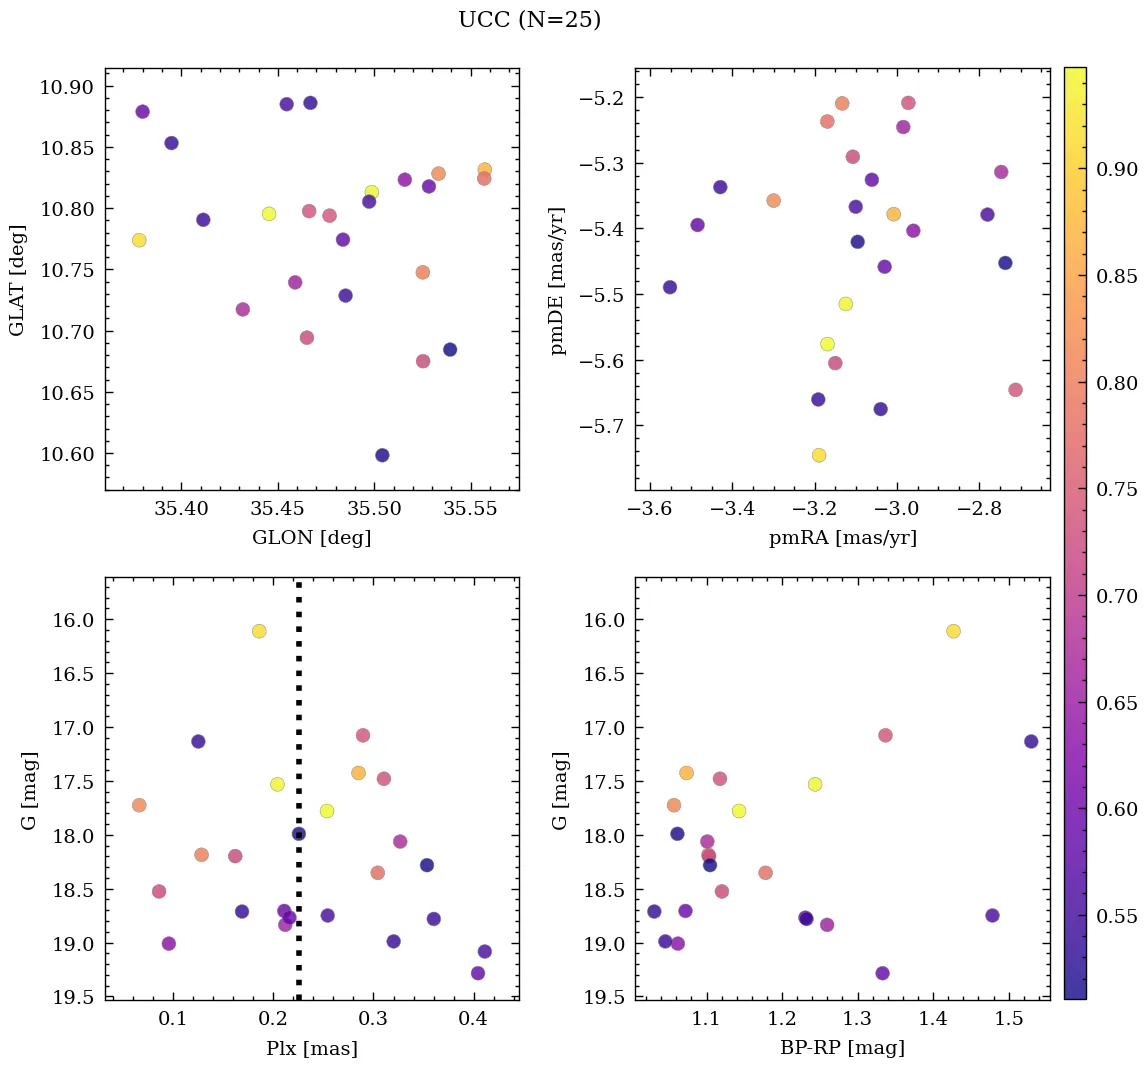 UCC (N=25)
10.90
10.85
10.80
10.75
10.70
10.65
10.60
GLAT [deg]
35.40 35.45 35.50 35.55
GLON [deg]
−5.2
−5.3
−5.4
−5.5
−5.6
−5.7
pmDE [mas/yr]
−3.6 −3.4 −3.2 −3.0 −2.8
pmRA [mas/yr]
16.0
16.5
17.0
17.5
18.0
18.5
19.0
19.5
G [mag]
0.1 0.2 0.3 0.4
Plx [mas]
16.0
16.5
17.0
17.5
18.0
18.5
19.0
19.5
G [mag]
1.1 1.2 1.3 1.4 1.5
BP-RP [mag]
0.90
0.85
0.80
0.75
0.70
0.65
0.60
0.55